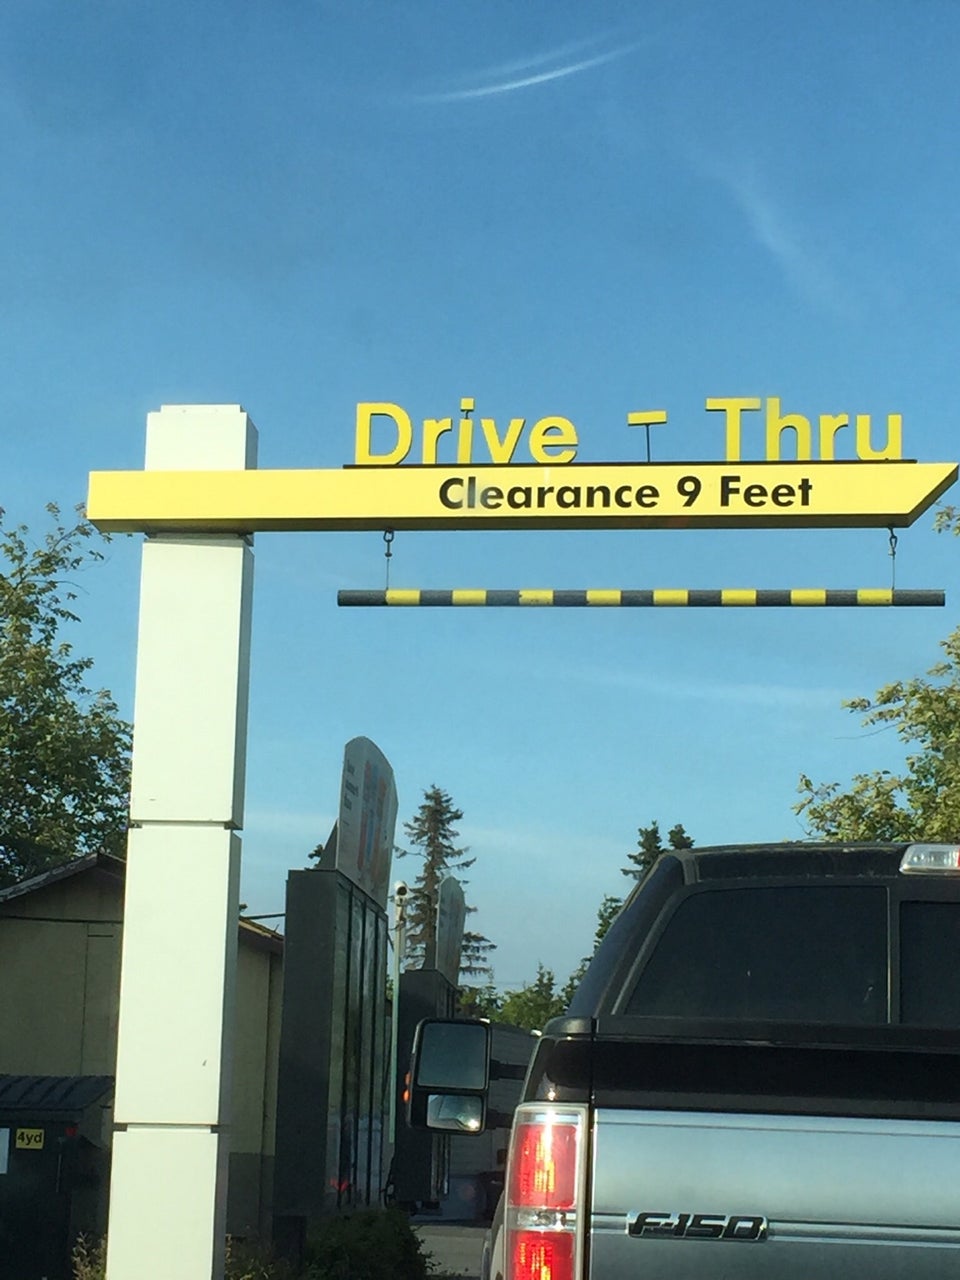 Drive - Thru
Clearance 9 Feet
4yd
F-150